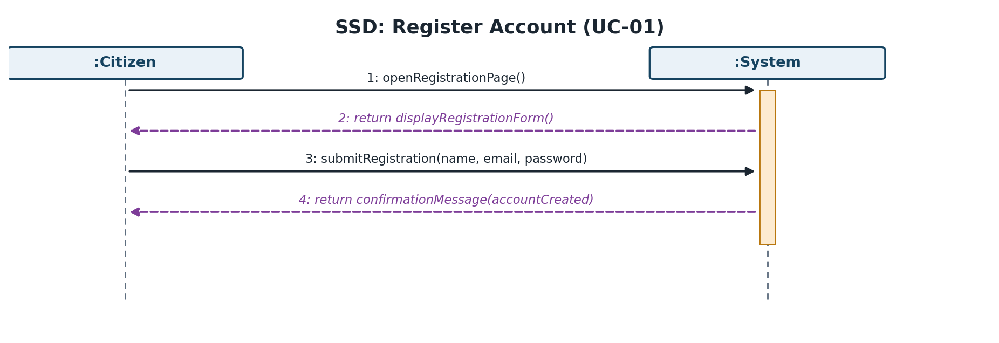 SSD: Register Account (UC-01)
:Citizen
:System
1: openRegistrationPage()
2: return displayRegistrationForm()
3: submitRegistration(name, email, password)
4: return confirmationMessage(accountCreated)